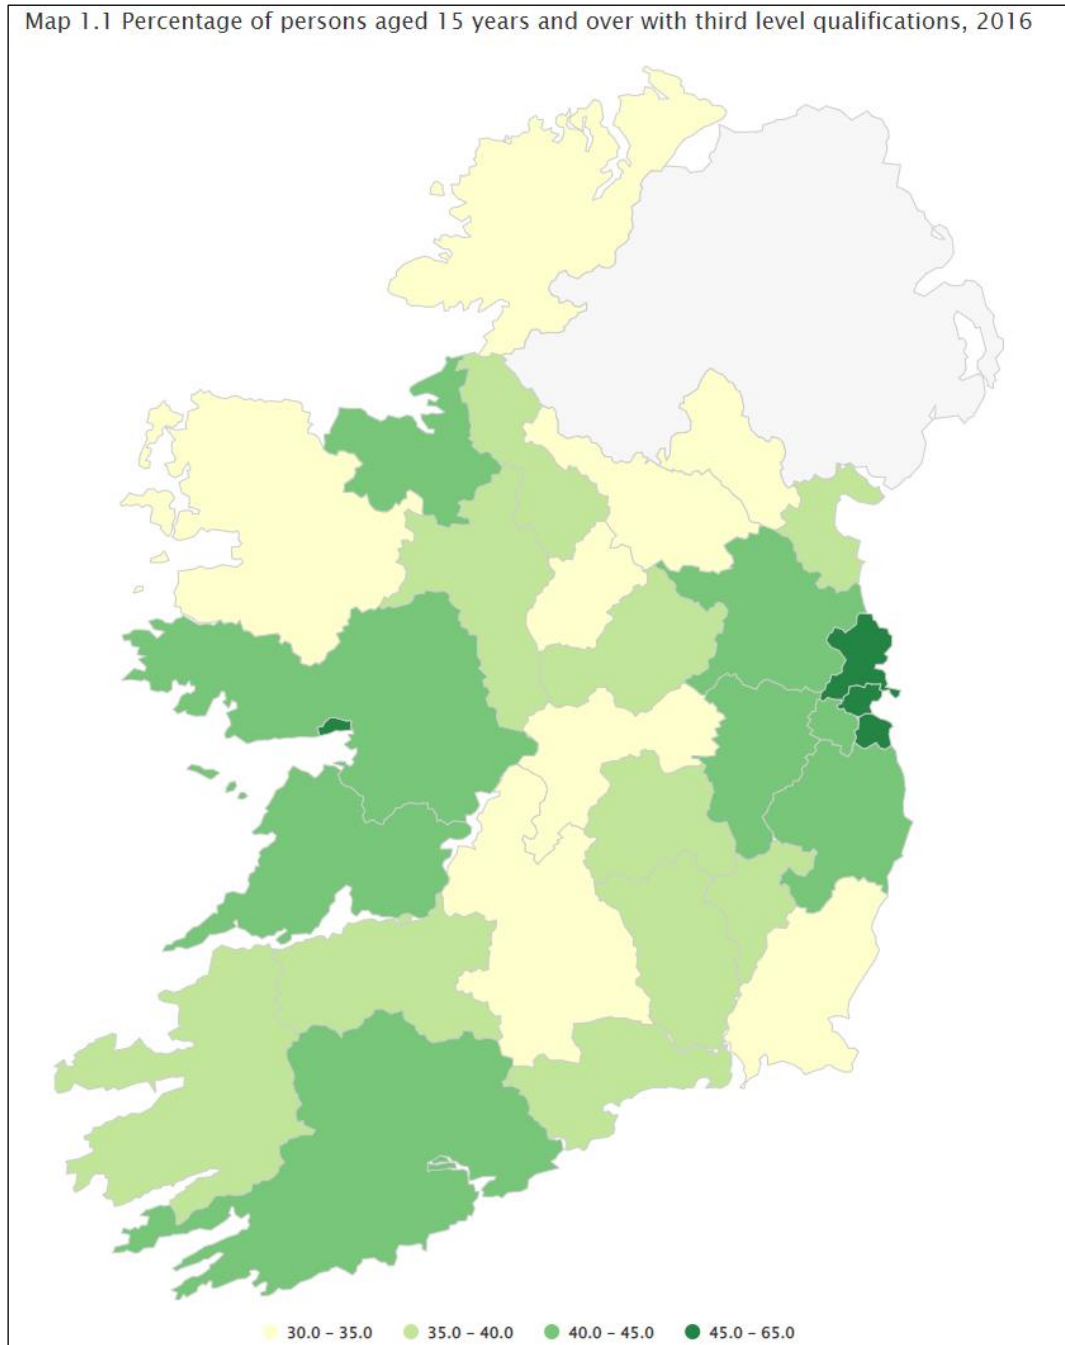 Map 1.1 Percentage of persons aged 15 years and over with third level qualifications, 2016
30.0 – 35.0 35.0 – 40.0 40.0 – 45.0 45.0 – 65.0